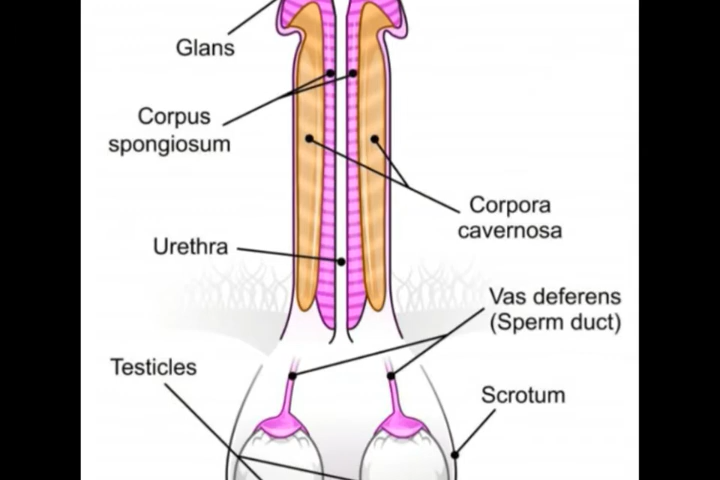 Glans
Corpus
spongiosum
Corpora
cavernosa
Urethra
Vas deferens
(Sperm duct)
Testicles
Scrotum